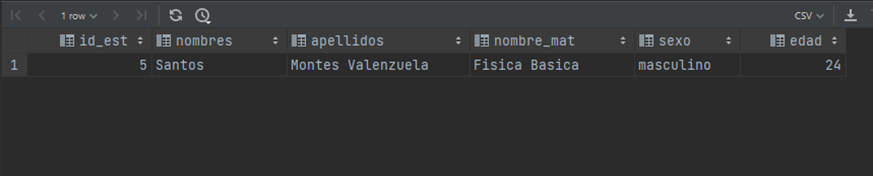 1 row CSV
id_est nombres apellidos nombre_mat sexo edad
1 5 Santos Montes Valenzuela Fisica Basica masculino 24